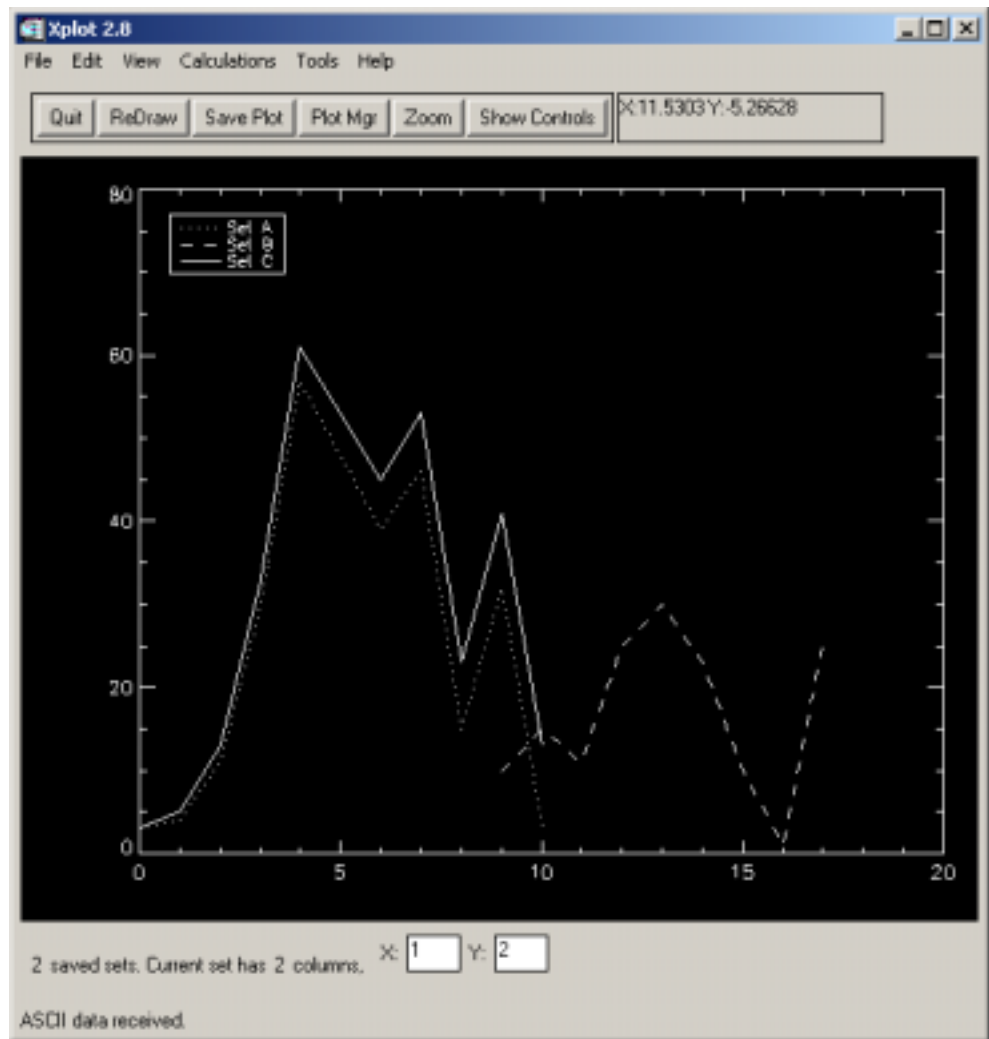 Xplot 2.8
File Edit View Calculations Tools Help
Quit ReDraw Save Plot Plot Mgr Zoom Show Controls X:11.5303 Y:-5.26628
80
Set A
Set B
Set C
60
40
20
0
0 5 10 15 20
2 saved sets. Current set has 2 columns, X: 1 Y: 2
ASCII data received.